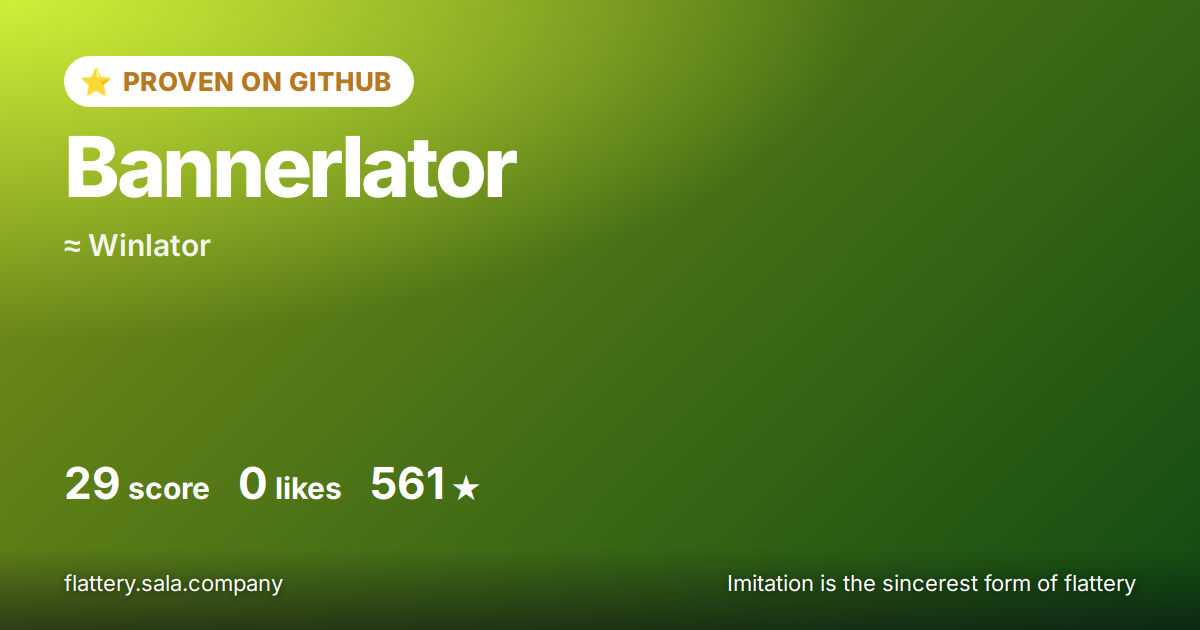 ⭐ PROVEN ON GITHUB
Bannerlator
≈ Winlator
29 score 0 likes 561 ★
flattery.sala.company
Imitation is the sincerest form of flattery